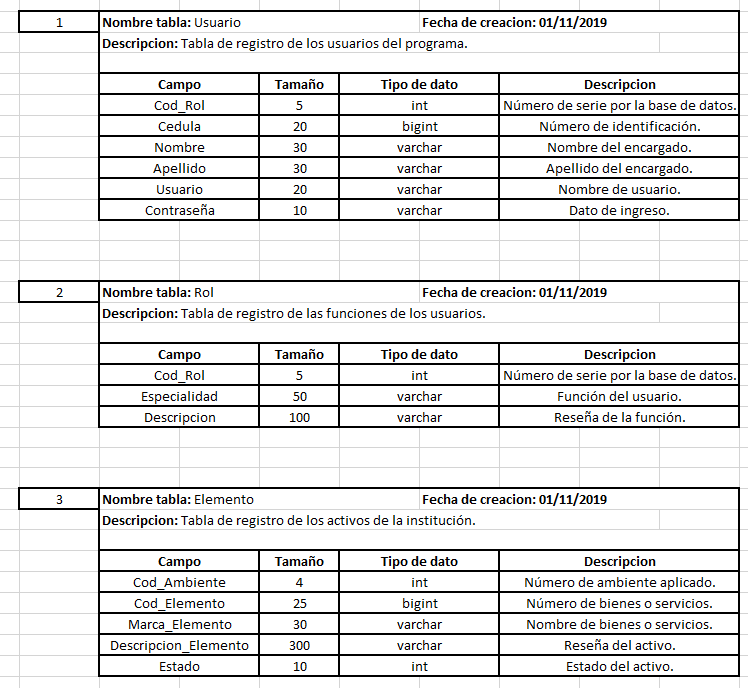 1 Nombre tabla: Usuario Fecha de creacion: 01/11/2019
Descripcion: Tabla de registro de los usuarios del programa.
Campo Tamaño Tipo de dato Descripcion
Cod_Rol 5 int Número de serie por la base de datos.
Cedula 20 bigint Número de identificación.
Nombre 30 varchar Nombre del encargado.
Apellido 30 varchar Apellido del encargado.
Usuario 20 varchar Nombre de usuario.
Contraseña 10 varchar Dato de ingreso.
2 Nombre tabla: Rol Fecha de creacion: 01/11/2019
Descripcion: Tabla de registro de las funciones de los usuarios.
Campo Tamaño Tipo de dato Descripcion
Cod_Rol 5 int Número de serie por la base de datos.
Especialidad 50 varchar Función del usuario.
Descripcion 100 varchar Reseña de la función.
3 Nombre tabla: Elemento Fecha de creacion: 01/11/2019
Descripcion: Tabla de registro de los activos de la institución.
Campo Tamaño Tipo de dato Descripcion
Cod_Ambiente 4 int Número de ambiente aplicado.
Cod_Elemento 25 bigint Número de bienes o servicios.
Marca_Elemento 30 varchar Nombre de bienes o servicios.
Descripcion_Elemento 300 varchar Reseña del activo.
Estado 10 int Estado del activo.